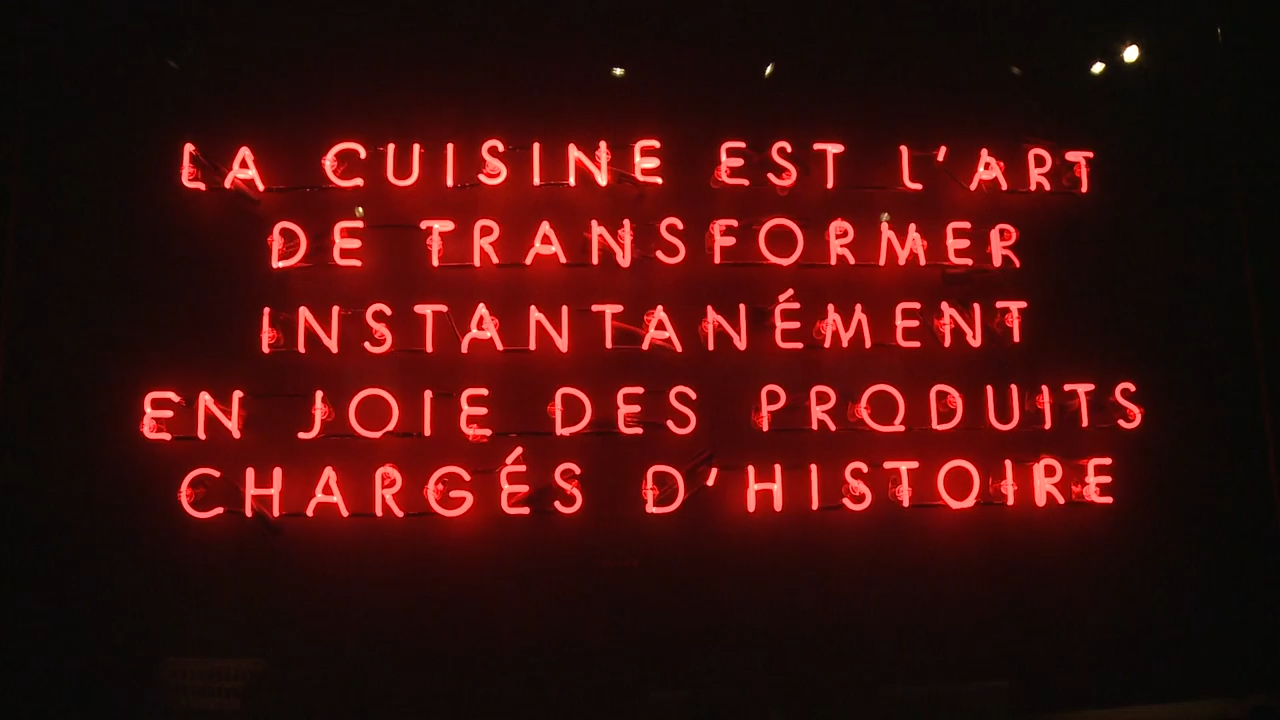 LA CUISINE EST L'ART
DE TRANSFORMER
INSTANTANÉMENT
EN JOIE DES PRODUITS
CHARGÉS D'HISTOIRE